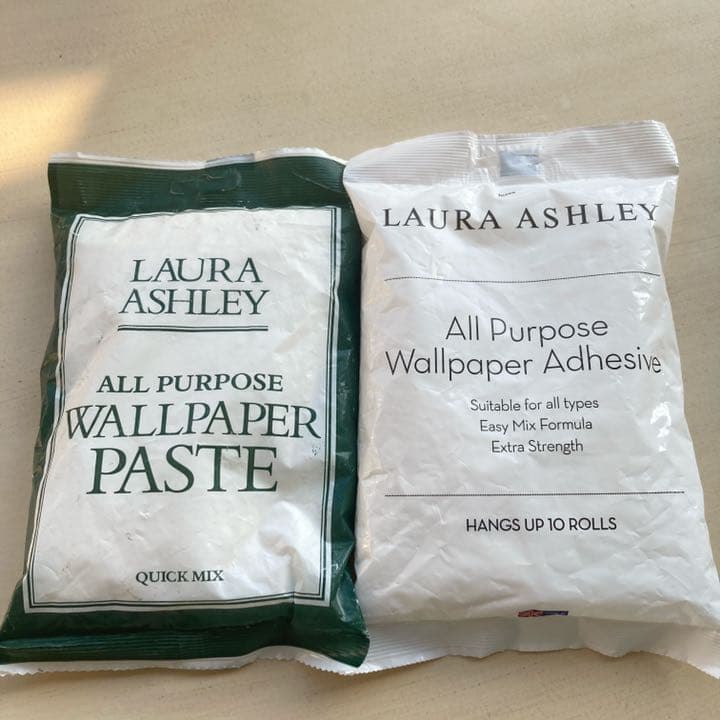 LAURA
ASHLEY
ALL PURPOSE
WALLPAPER
PASTE
QUICK MIX
LAURA ASHLEY
All Purpose
Wallpaper Adhesive
Suitable for all types
Easy Mix Formula
Extra Strength
HANGS UP 10 ROLLS